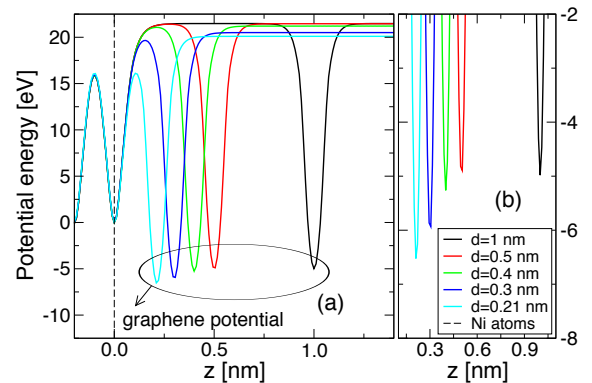 Potential energy [eV]
20
15
10
5
0
-5
-10
0.0
0.5
1.0
z [nm]
(a)
graphene potential
-2
-4
-6
-8
0.3
0.6
0.9
z [nm]
(b)
d=1 nm
d=0.5 nm
d=0.4 nm
d=0.3 nm
d=0.21 nm
Ni atoms